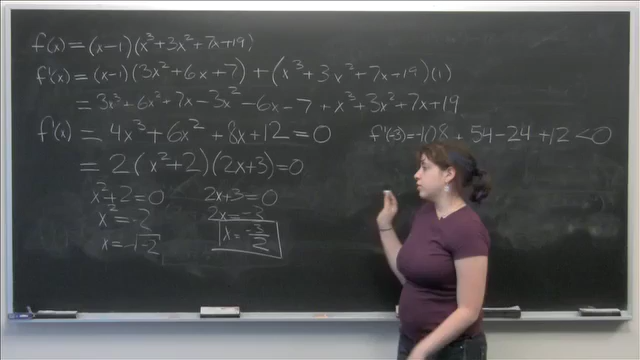 f(x) = (x-1)(x³+3x²+7x+19)
f'(x) = (x-1)(3x²+6x+7) + (x³+3x²+7x+19)(1)
= 3x³+6x²+7x-3x²-6x-7+x³+3x²+7x+19
f'(x) = 4x³+6x²+8x+12=0
f'(-3)=-108+54-24+12<0
= 2(x²+2)(2x+3)=0
x²+2=0
2x+3=0
x²=-2
2x=-3
x=√-2
x=-3/2